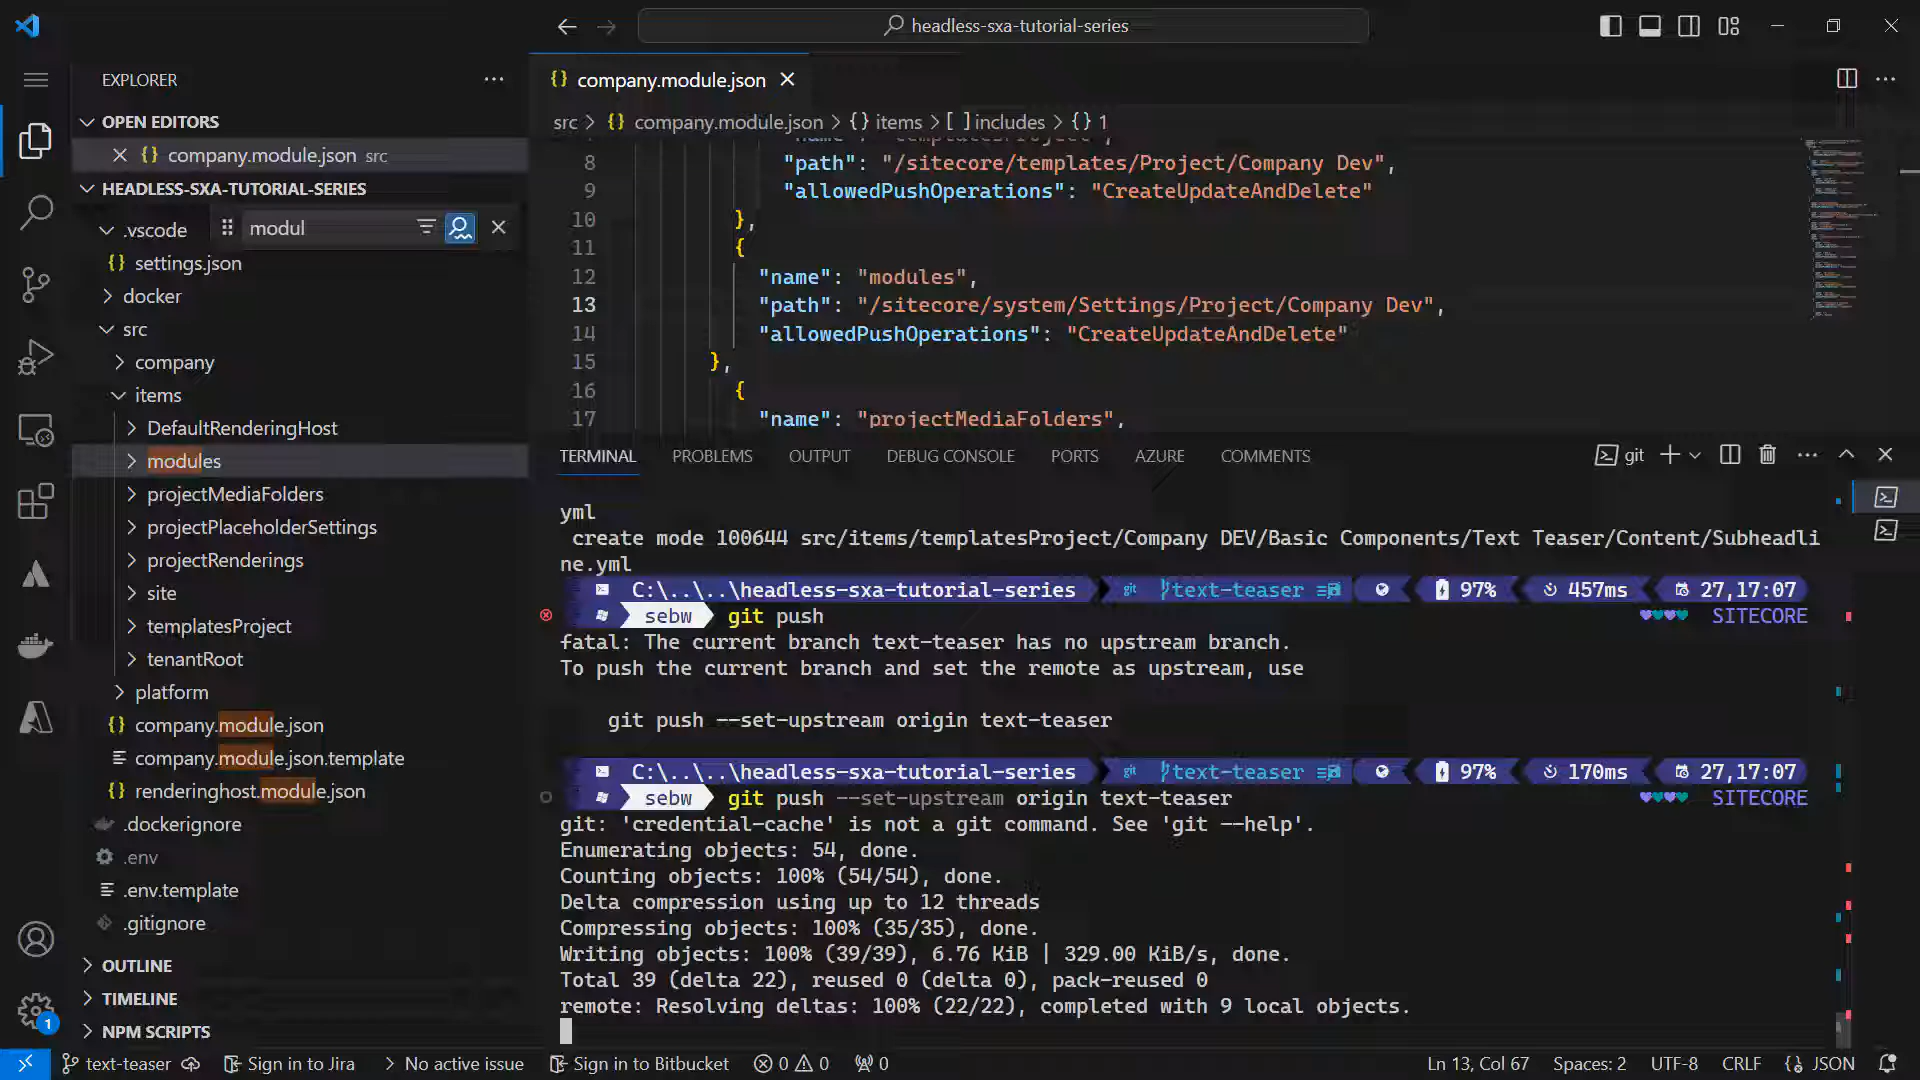 headless-sxa-tutorial-series
EXPLORER
OPEN EDITORS
company.module.json src
HEADLESS-SXA-TUTORIAL-SERIES
.vscode
modul
settings.json
docker
src
company
items
DefaultRenderingHost
modules
projectMediaFolders
projectPlaceholderSettings
projectRenderings
site
templatesProject
tenantRoot
platform
company.module.json
company.module.json.template
renderinghost.module.json
.dockerignore
.env
.env.template
.gitignore
OUTLINE
TIMELINE
NPM SCRIPTS
1
company.module.json
src > {} company.module.json > {} items > [ ] includes > {} 1
8 "path": "/sitecore/templates/Project/Company Dev",
9 "allowedPushOperations": "CreateUpdateAndDelete"
10 },
11 {
12 "name": "modules",
13 "path": "/sitecore/system/Settings/Project/Company Dev",
14 "allowedPushOperations": "CreateUpdateAndDelete"
15 },
16 {
17 "name": "projectMediaFolders",
TERMINAL PROBLEMS OUTPUT DEBUG CONSOLE PORTS AZURE COMMENTS git
yml
create mode 100644 src/items/templatesProject/Company DEV/Basic Components/Text Teaser/Content/Subheadli
ne.yml
C:\..\..\headless-sxa-tutorial-series git text-teaser 97% 457ms 27,17:07
sebw git push SITECORE
fatal: The current branch text-teaser has no upstream branch.
To push the current branch and set the remote as upstream, use
git push --set-upstream origin text-teaser
C:\..\..\headless-sxa-tutorial-series git text-teaser 97% 170ms 27,17:07
sebw git push --set-upstream origin text-teaser SITECORE
git: 'credential-cache' is not a git command. See 'git --help'.
Enumerating objects: 54, done.
Counting objects: 100% (54/54), done.
Delta compression using up to 12 threads
Compressing objects: 100% (35/35), done.
Writing objects: 100% (39/39), 6.76 KiB | 329.00 KiB/s, done.
Total 39 (delta 22), reused 0 (delta 0), pack-reused 0
remote: Resolving deltas: 100% (22/22), completed with 9 local objects.
text-teaser Sign in to Jira No active issue Sign in to Bitbucket 0 0 0 Ln 13, Col 67 Spaces: 2 UTF-8 CRLF {} JSON